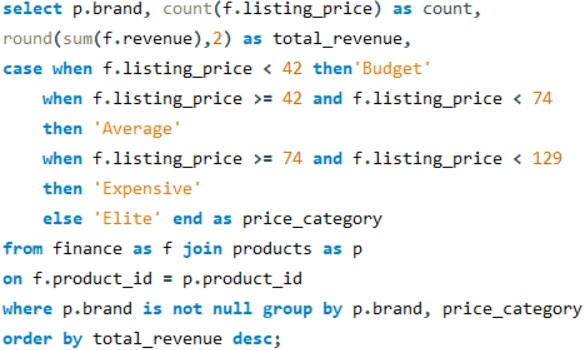 select p.brand, count(f.listing_price) as count,
round(sum(f.revenue),2) as total_revenue,
case when f.listing_price < 42 then'Budget'
when f.listing_price >= 42 and f.listing_price < 74
then 'Average'
when f.listing_price >= 74 and f.listing_price < 129
then 'Expensive'
else 'Elite' end as price_category
from finance as f join products as p
on f.product_id = p.product_id
where p.brand is not null group by p.brand, price_category
order by total_revenue desc;